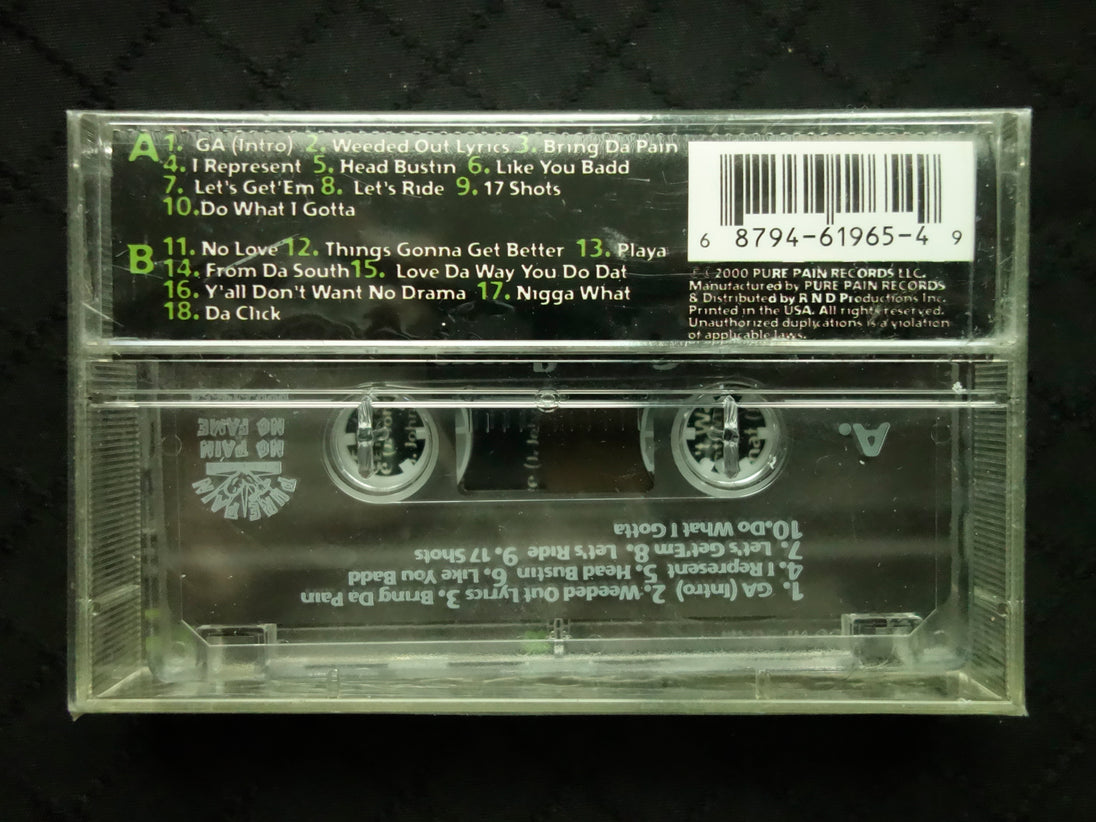 A 1. GA (Intro) 2. Weeded Out Lyrics 3. Bring Da Pain
4. I Represent 5. Head Bustin 6. Like You Badd
7. Let's Get'Em 8. Let's Ride 9. 17 Shots
10.Do What I Gotta
B 11. No Love 12. Things Gonna Get Better 13. Playa
14. From Da South 15. Love Da Way You Do Dat
16. Y'all Don't Want No Drama 17. Nigga What
18. Da Click
6 8794-61965-4 9
℗ © 2000 PURE PAIN RECORDS LLC.
Manufactured by PURE PAIN RECORDS
& Distributed by R N D Productions Inc.
Printed in the USA. All rights reserved.
Unauthorized duplications is a violation
of applicable laws.
A.
PURE PAIN
NO PAIN
NO FAME
1. GA (Intro) 2. Weeded Out Lyrics 3. Bring Da Pain
4. I Represent 5. Head Bustin 6. Like You Badd
7. Let's Get'Em 8. Let's Ride 9. 17 Shots
10.Do What I Gotta